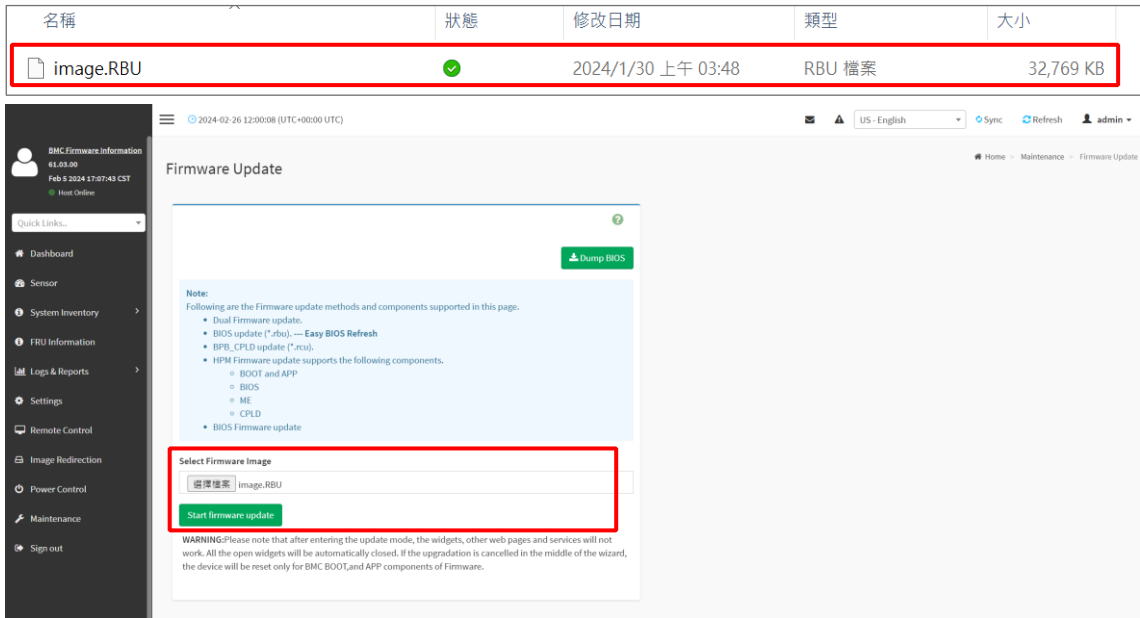 名稱 狀態 修改日期 類型 大小
image.RBU 2024/1/30 上午 03:48 RBU 檔案 32,769 KB
2024-02-26 12:00:08 (UTC+00:00 UTC) US - English Sync Refresh admin
BMC Firmware Information
61.03.00
Feb 5 2024 17:07:43 CST
Host Online
Quick Links..
Dashboard
Sensor
System Inventory
FRU Information
Logs & Reports
Settings
Remote Control
Image Redirection
Power Control
Maintenance
Sign out
Firmware Update
Home > Maintenance > Firmware Update
Dump BIOS
Note:
Following are the Firmware update methods and components supported in this page.
Dual Firmware update.
BIOS update (*.rbu). --- Easy BIOS Refresh
BPB_CPLD update (*.rcu).
HPM Firmware update supports the following components.
BOOT and APP
BIOS
ME
CPLD
BIOS Firmware update
Select Firmware Image
選擇檔案 image.RBU
Start firmware update
WARNING:Please note that after entering the update mode, the widgets, other web pages and services will not
work. All the open widgets will be automatically closed. If the upgradation is cancelled in the middle of the wizard,
the device will be reset only for BMC BOOT,and APP components of Firmware.